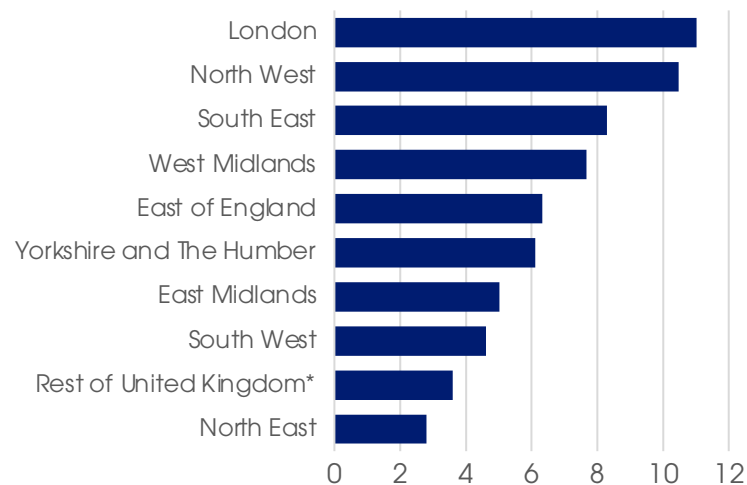 London
North West
South East
West Midlands
East of England
Yorkshire and The Humber
East Midlands
South West
Rest of United Kingdom*
North East
0 2 4 6 8 10 12